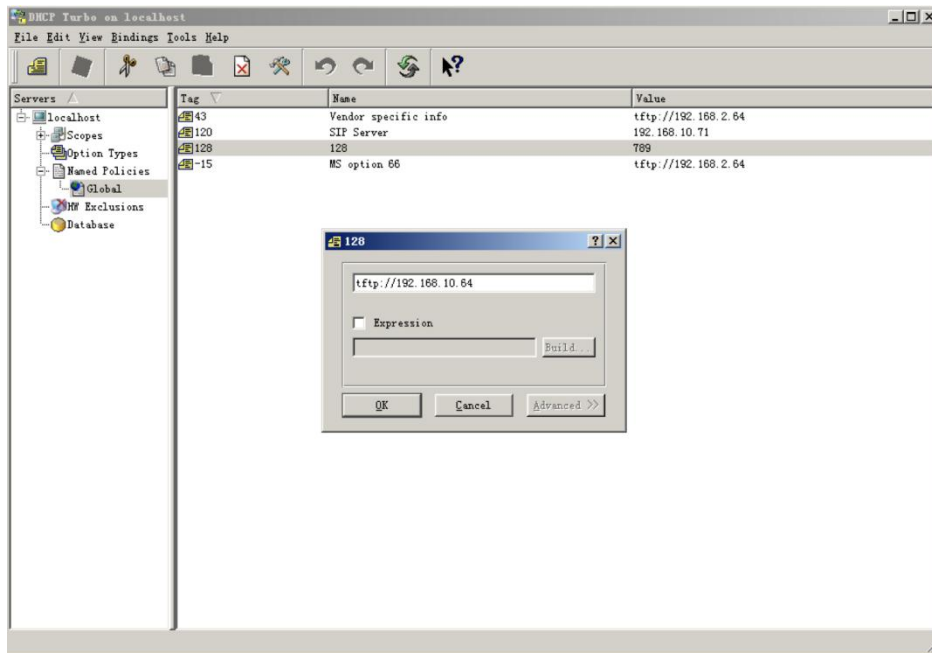 DHCP Turbo on localhost
File Edit View Bindings Tools Help
Servers
Tag Name Value
localhost
Scopes
Option Types
Named Policies
Global
HW Exclusions
Database
43 Vendor specific info tftp://192.168.2.64
120 SIP Server 192.168.10.71
128 128 789
-15 MS option 66 tftp://192.168.2.64
128
tftp://192.168.10.64
Expression
Build...
OK Cancel Advanced >>